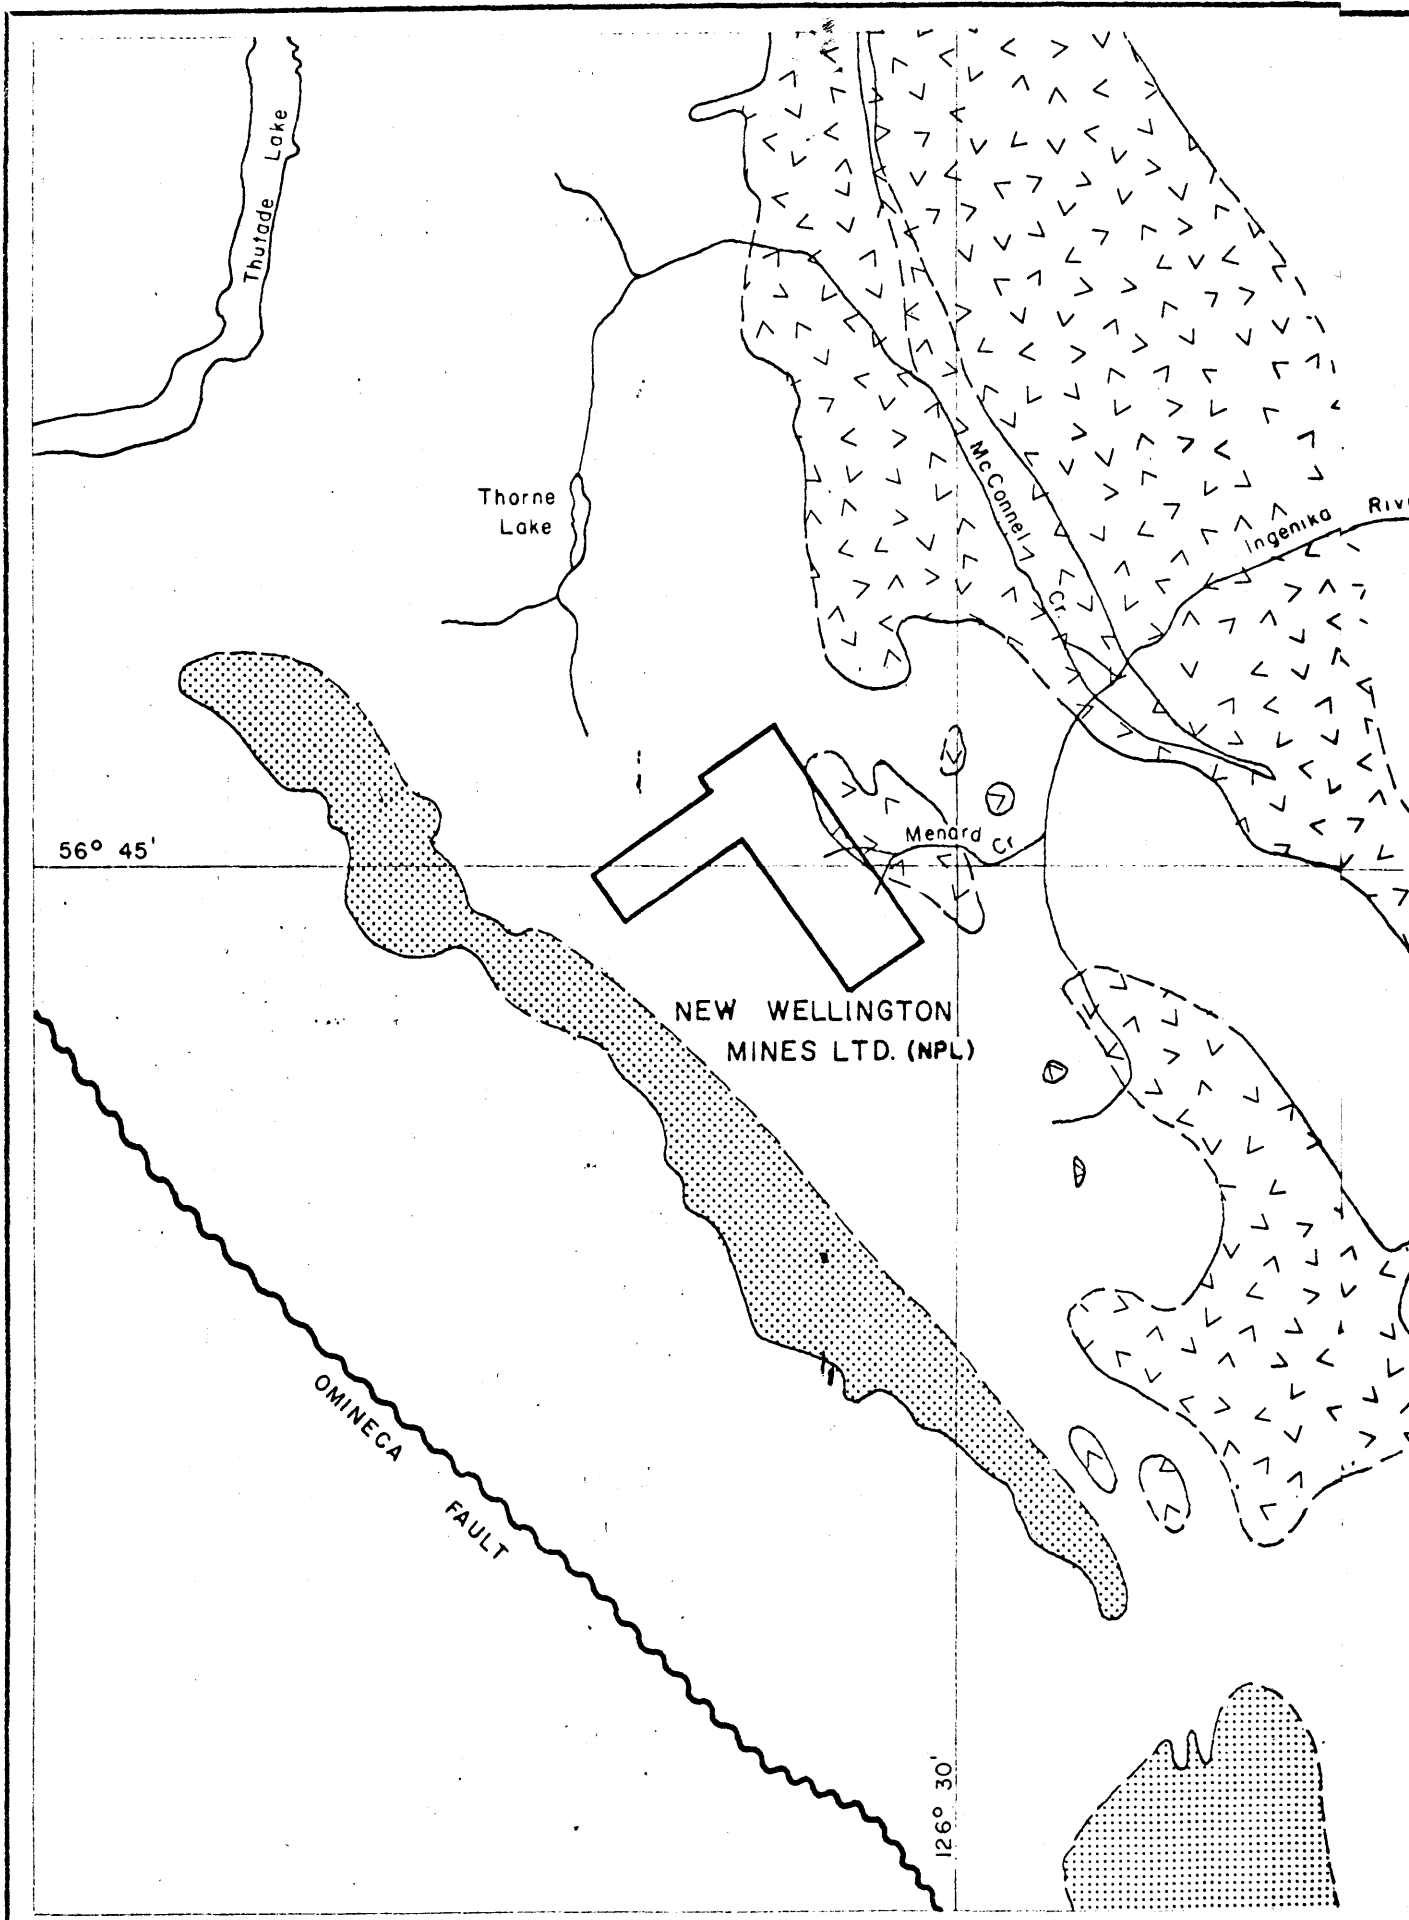 Thutade Lake
Thorne
Lake
McConnel Cr.
Ingenika
Menard Cr
56° 45'
NEW WELLINGTON
MINES LTD. (NPL)
OMINECA
FAULT
126° 30'